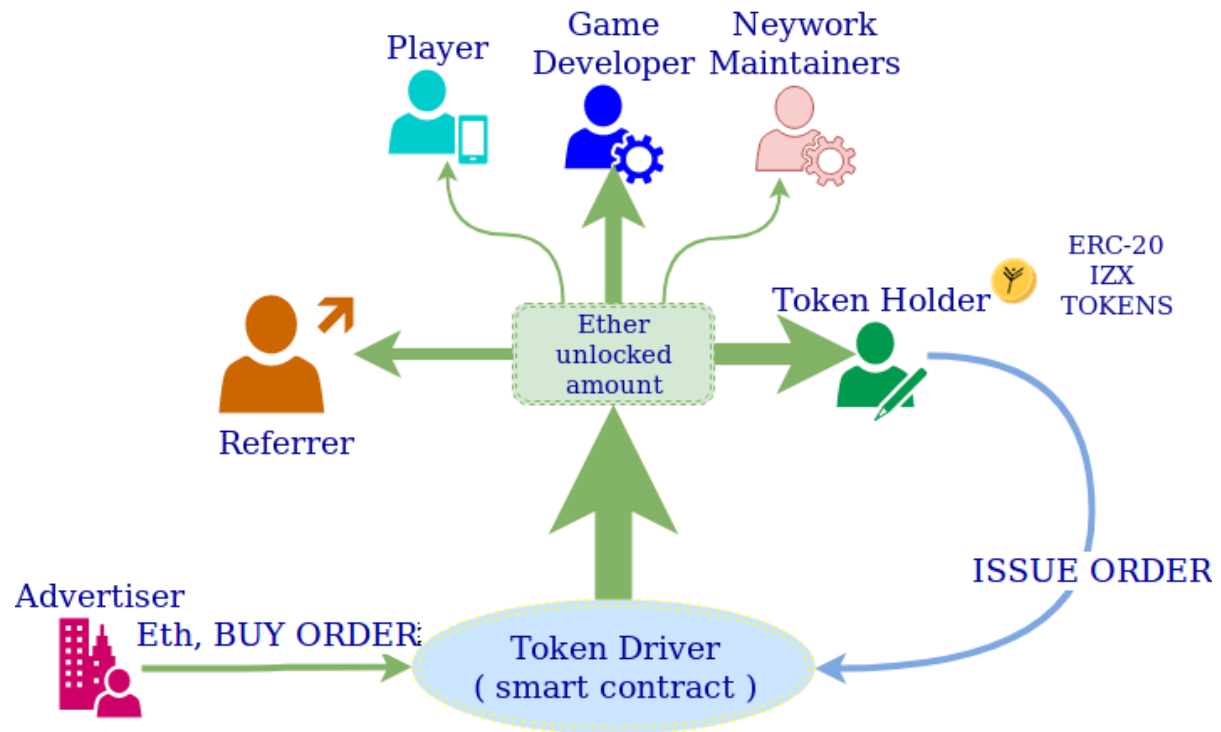 Player
Game
Developer
Neywork
Maintainers
ERC-20
IZX
TOKENS
Token Holder
Ether
unlocked
amount
Referrer
ISSUE ORDER
Advertiser
Eth, BUY ORDER
Token Driver
( smart contract )